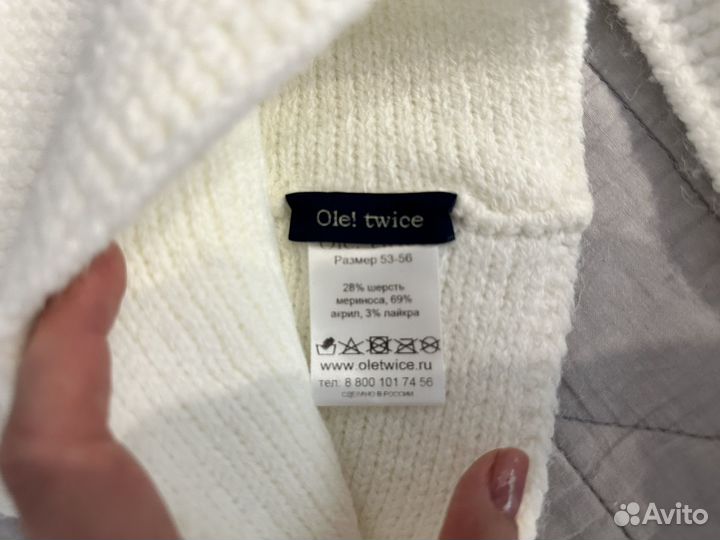 Ole! twice
Размер 53-56
28% шерсть
мериноса, 69%
акрил, 3% лайкра
www.oletwice.ru
тел: 8 800 101 74 56
СДЕЛАНО В РОССИИ
Avito